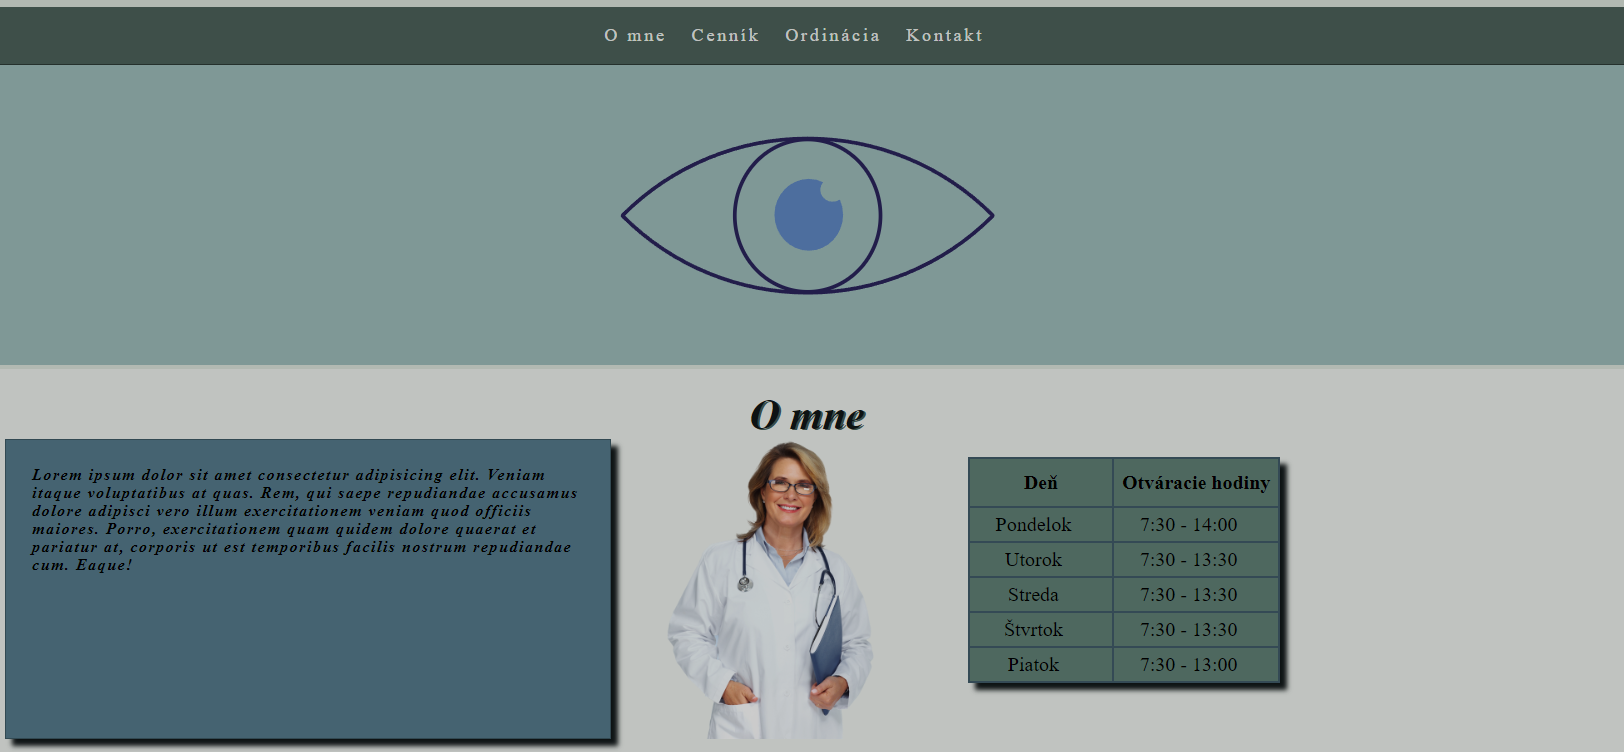 O mne Cenník Ordinácia Kontakt
O mne
Lorem ipsum dolor sit amet consectetur adipisicing elit. Veniam
itaque voluptatibus at quas. Rem, qui saepe repudiandae accusamus
dolore adipisci vero illum exercitationem veniam quod officiis
maiores. Porro, exercitationem quam quidem dolore quaerat et
pariatur at, corporis ut est temporibus facilis nostrum repudiandae
cum. Eaque!
Deň Otváracie hodiny
Pondelok 7:30 - 14:00
Utorok 7:30 - 13:30
Streda 7:30 - 13:30
Štvrtok 7:30 - 13:30
Piatok 7:30 - 13:00